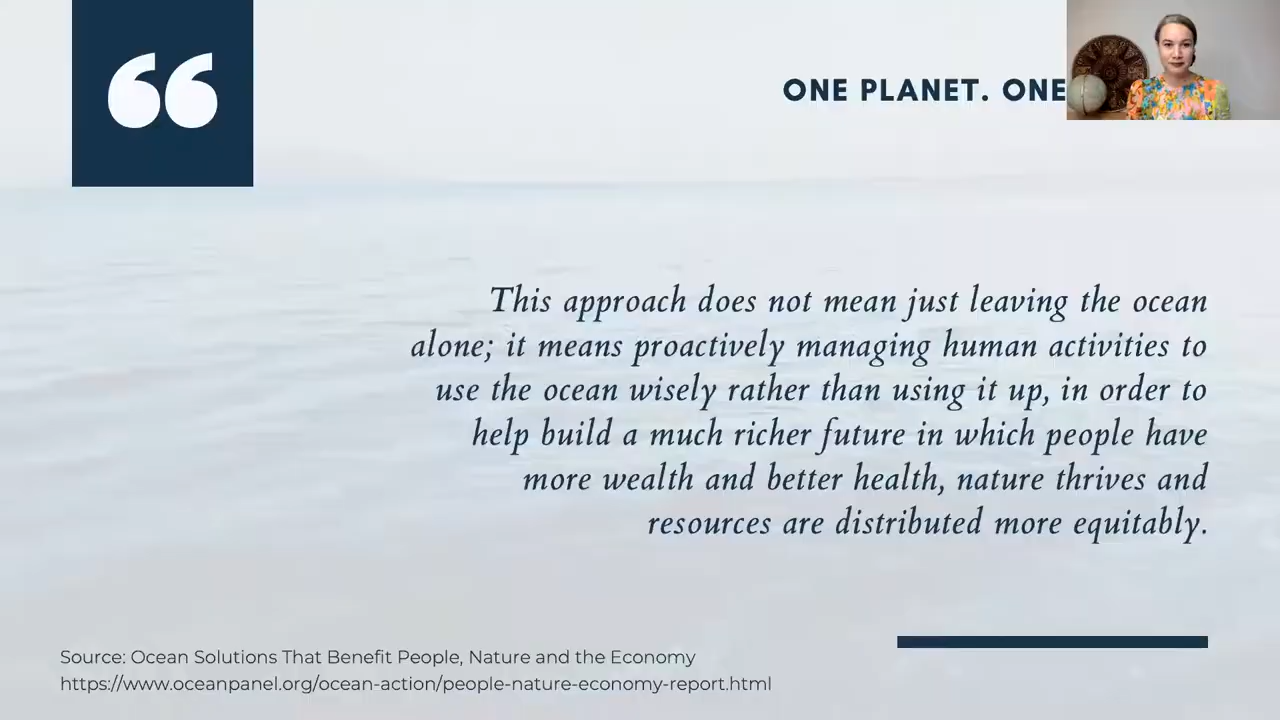 “
ONE PLANET. ONE
This approach does not mean just leaving the ocean
alone; it means proactively managing human activities to
use the ocean wisely rather than using it up, in order to
help build a much richer future in which people have
more wealth and better health, nature thrives and
resources are distributed more equitably.
Source: Ocean Solutions That Benefit People, Nature and the Economy
https://www.oceanpanel.org/ocean-action/people-nature-economy-report.html